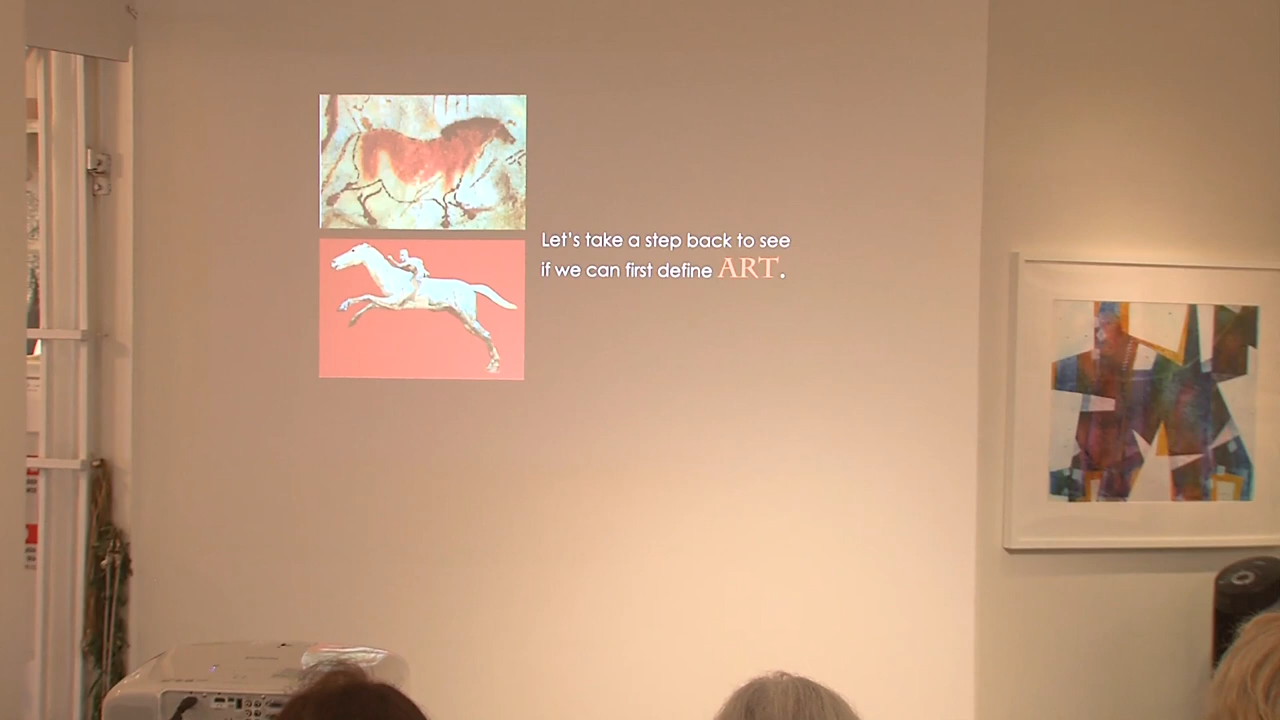 Let's take a step back to see
if we can first define ART.